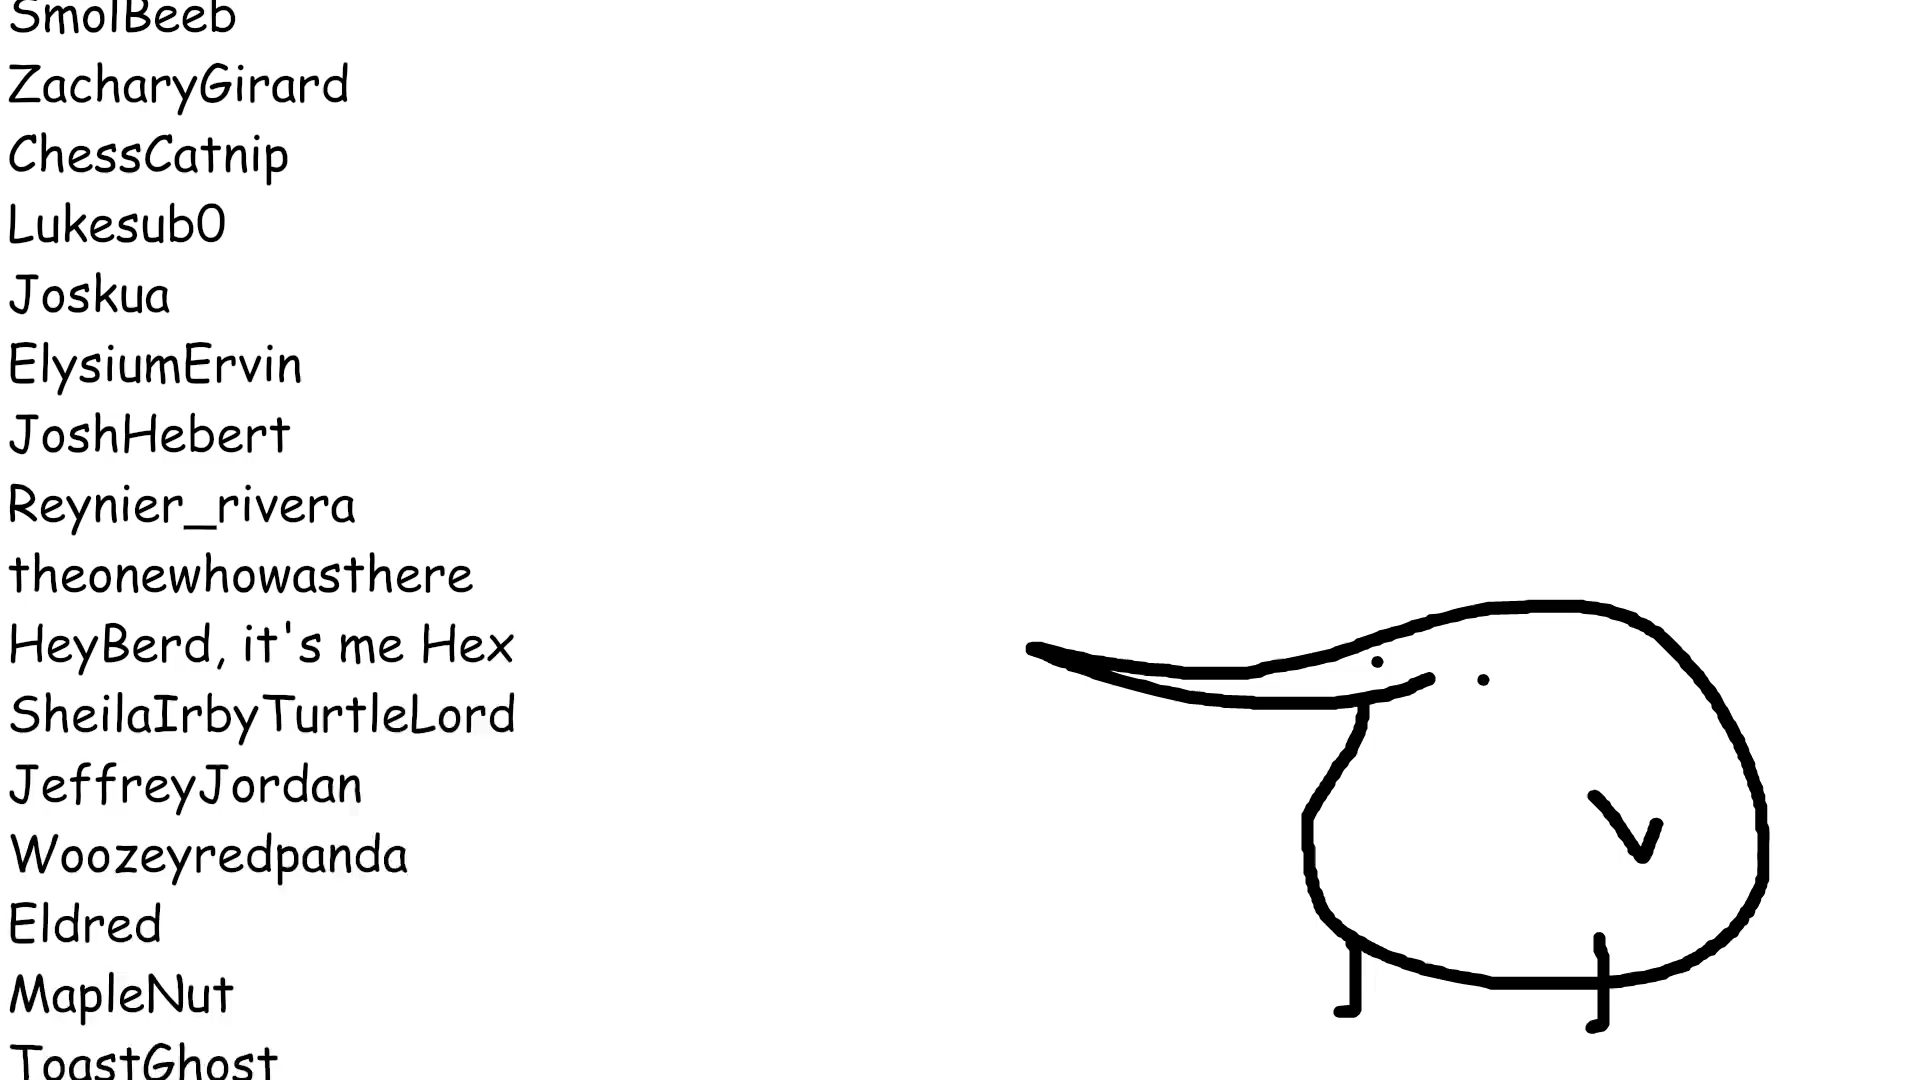 SmolBeeb
ZacharyGirard
ChessCatnip
Lukesub0
Joskua
ElysiumErvin
JoshHebert
Reynier_rivera
theonewhowasthere
HeyBerd, it's me Hex
SheilaIrbyTurtleLord
JeffreyJordan
Woozeyredpanda
Eldred
MapleNut
ToastGhost